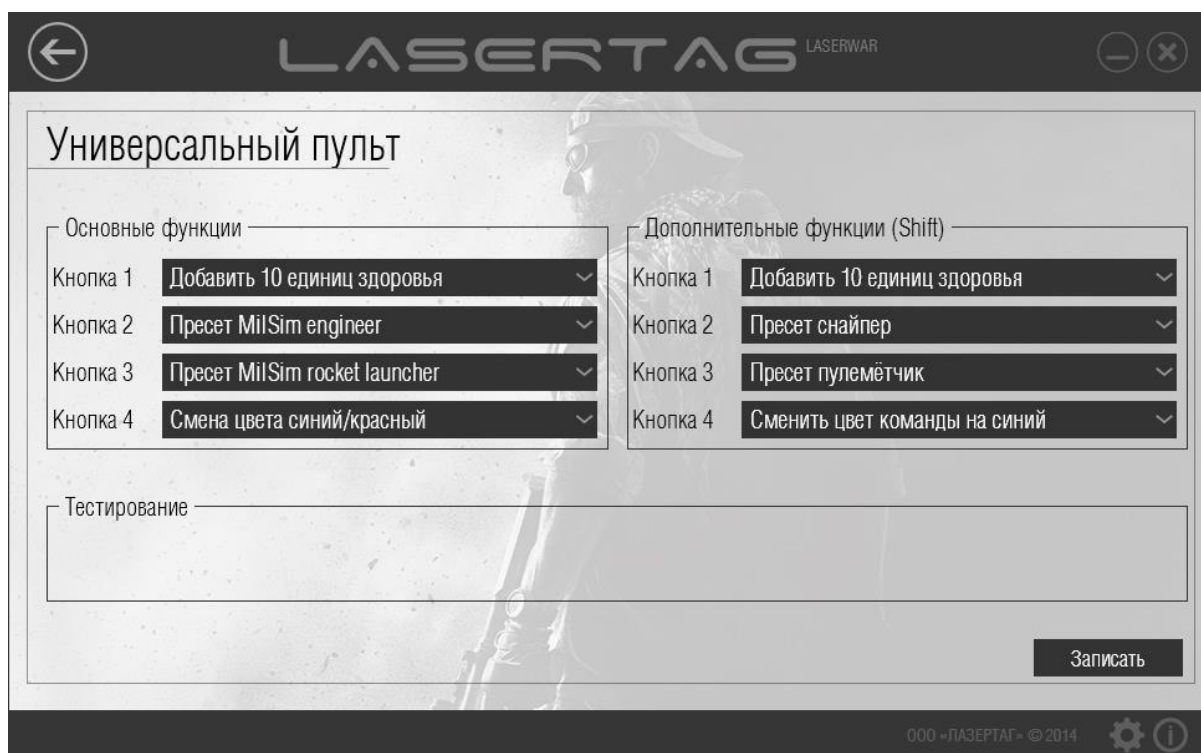 LASERTAG LASERWAR
Универсальный пульт
Основные функции
Кнопка 1 Добавить 10 единиц здоровья
Кнопка 2 Пресет MilSim engineer
Кнопка 3 Пресет MilSim rocket launcher
Кнопка 4 Смена цвета синий/красный
Дополнительные функции (Shift)
Кнопка 1 Добавить 10 единиц здоровья
Кнопка 2 Пресет снайпер
Кнопка 3 Пресет пулемётчик
Кнопка 4 Сменить цвет команды на синий
Тестирование
Записать
ООО «ЛАЗЕРТАГ» © 2014